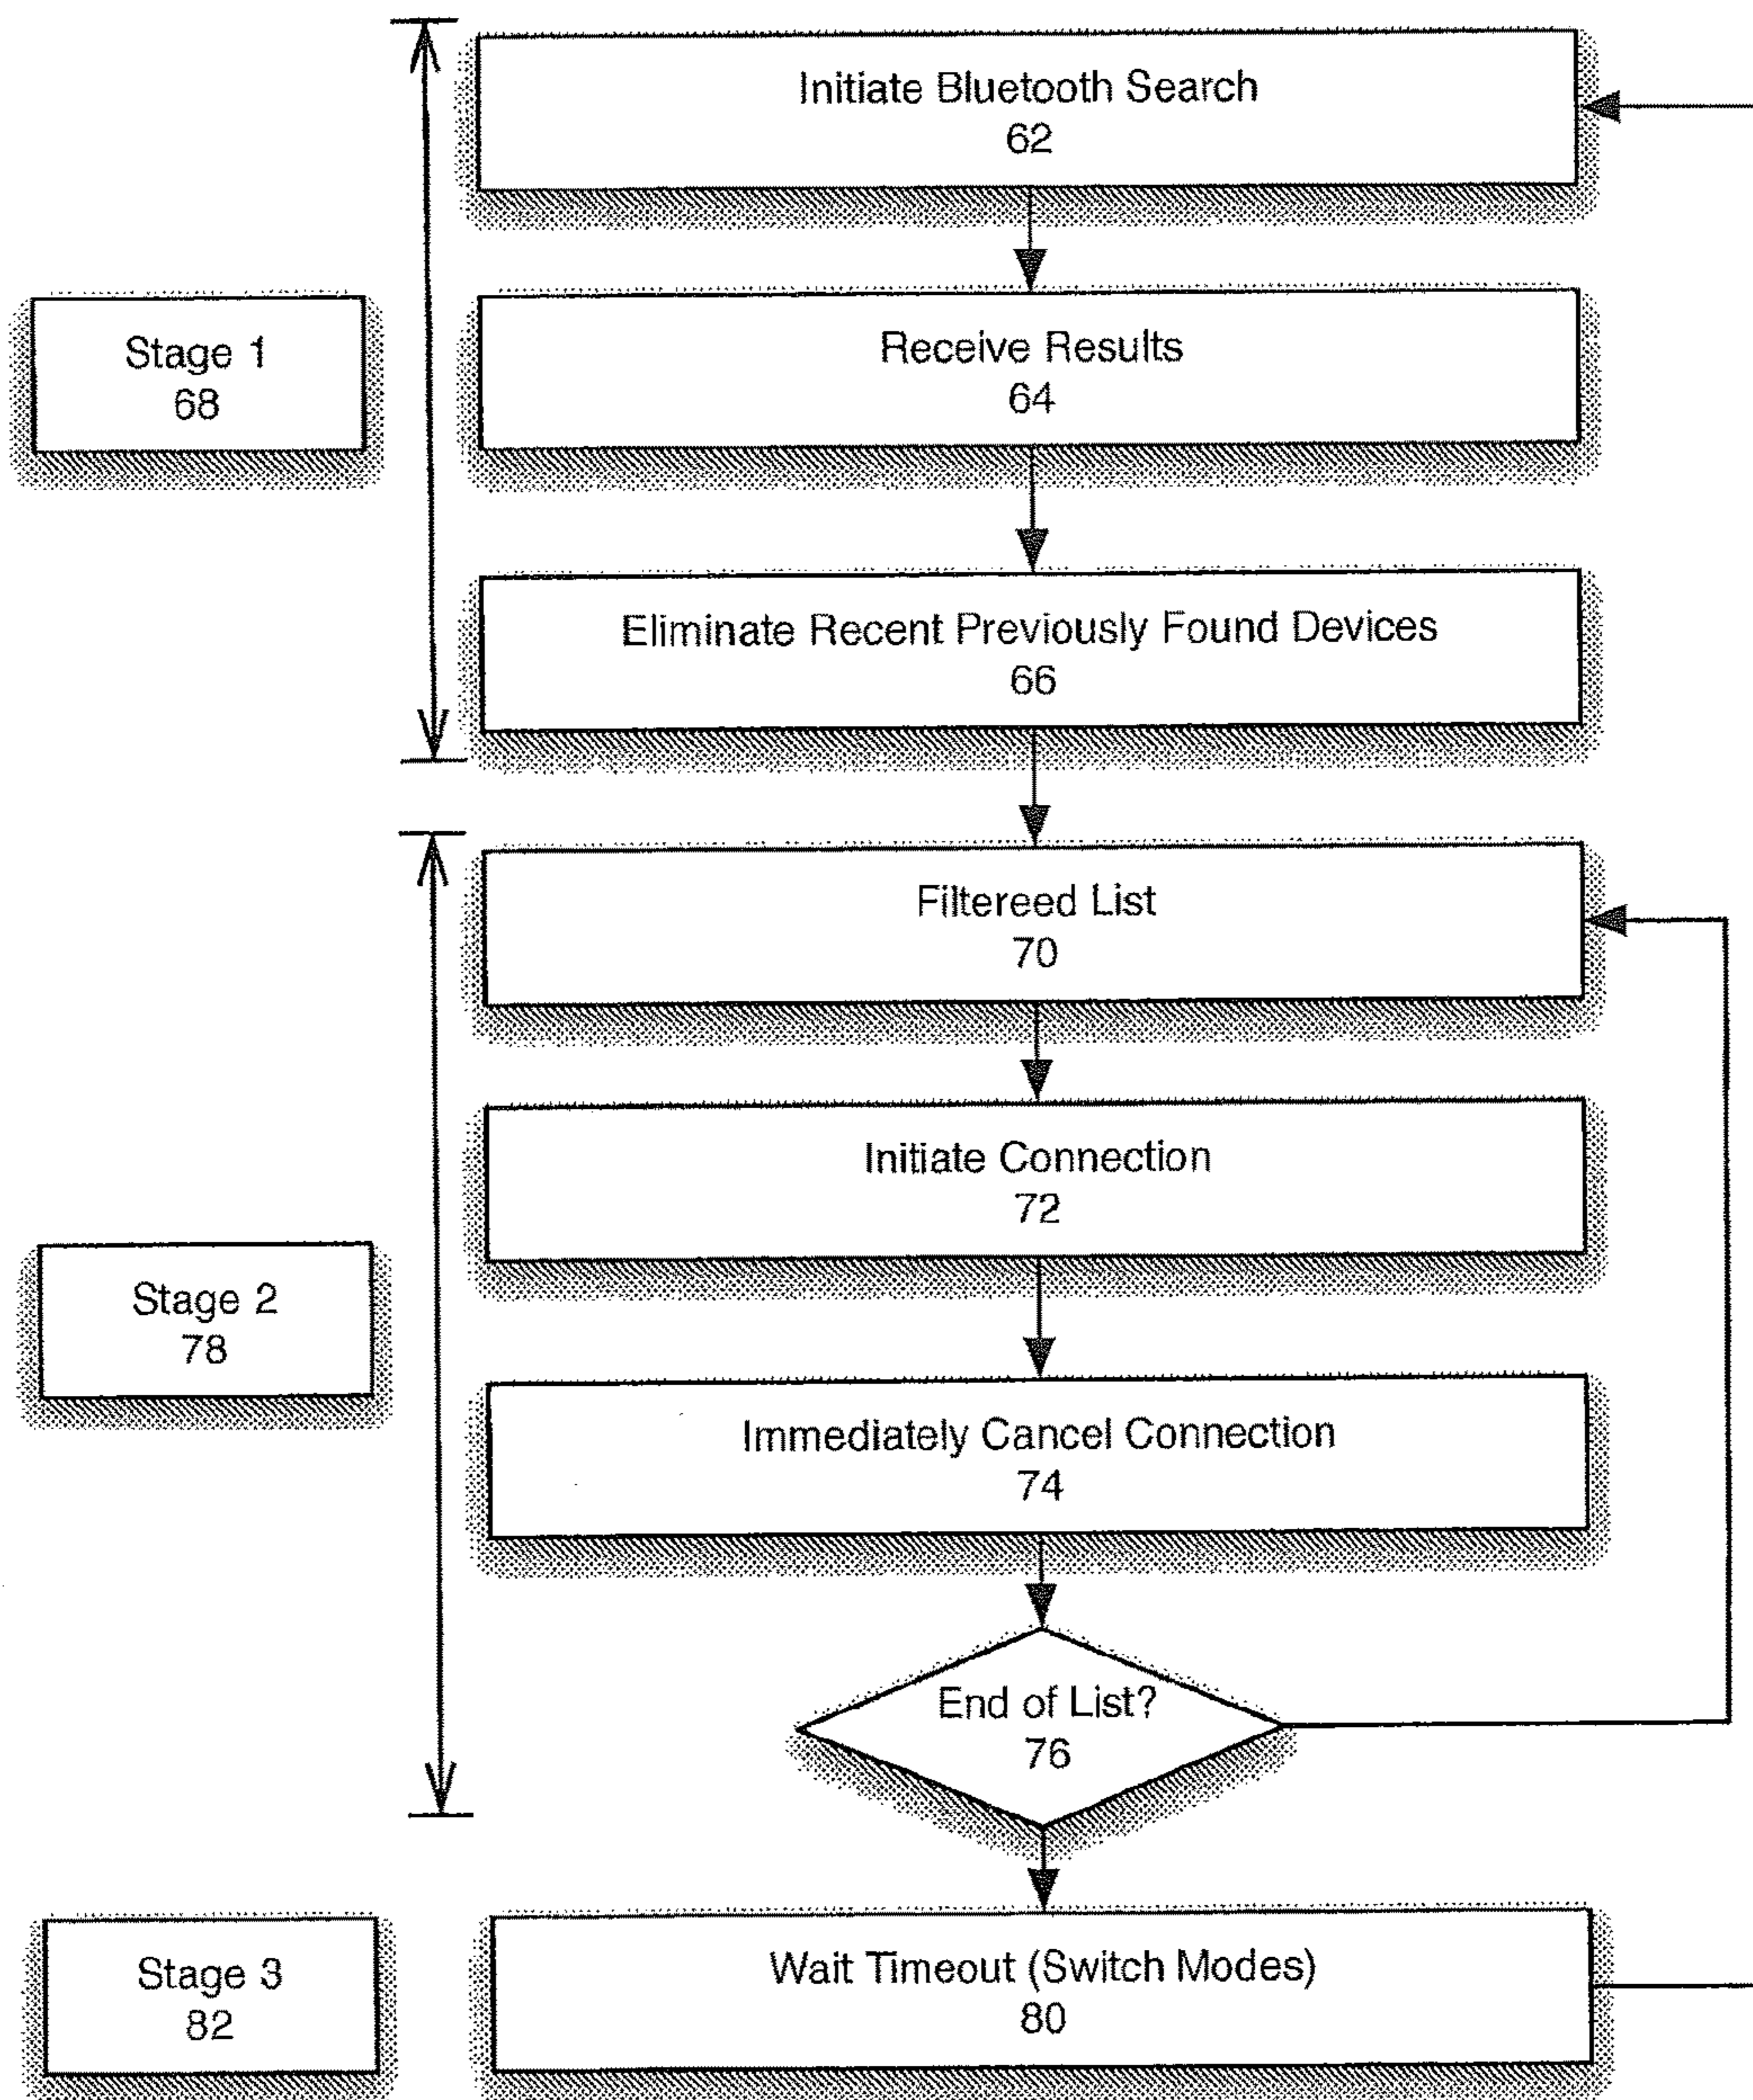 Initiate Bluetooth Search
62
Stage 1
68
Receive Results
64
Eliminate Recent Previously Found Devices
66
Filtereed List
70
Initiate Connection
72
Stage 2
78
Immediately Cancel Connection
74
End of List?
76
Stage 3
82
Wait Timeout (Switch Modes)
80